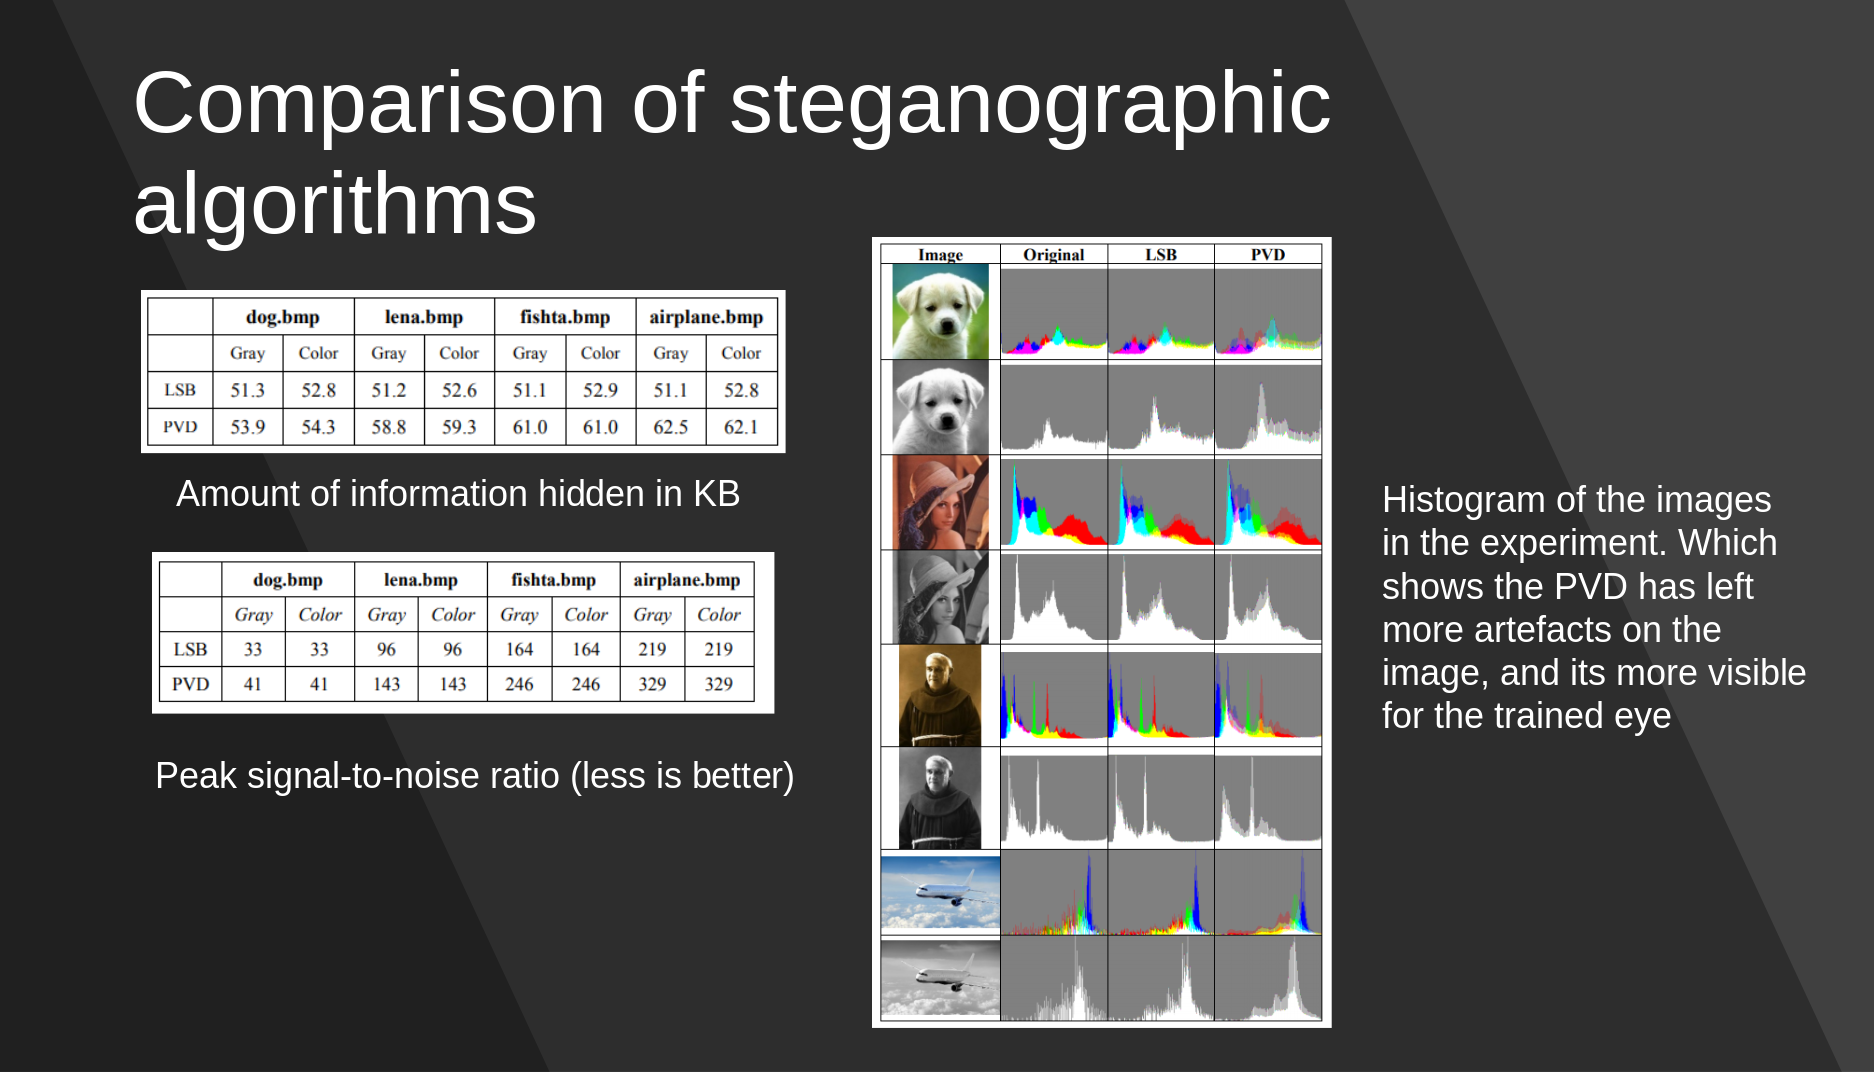 Comparison of steganographic
algorithms
dog.bmp lena.bmp fishta.bmp airplane.bmp
Gray Color Gray Color Gray Color Gray Color
LSB 51.3 52.8 51.2 52.6 51.1 52.9 51.1 52.8
PVD 53.9 54.3 58.8 59.3 61.0 61.0 62.5 62.1
Amount of information hidden in KB
dog.bmp lena.bmp fishta.bmp airplane.bmp
Gray Color Gray Color Gray Color Gray Color
LSB 33 33 96 96 164 164 219 219
PVD 41 41 143 143 246 246 329 329
Peak signal-to-noise ratio (less is better)
Image Original LSB PVD
Histogram of the images
in the experiment. Which
shows the PVD has left
more artefacts on the
image, and its more visible
for the trained eye